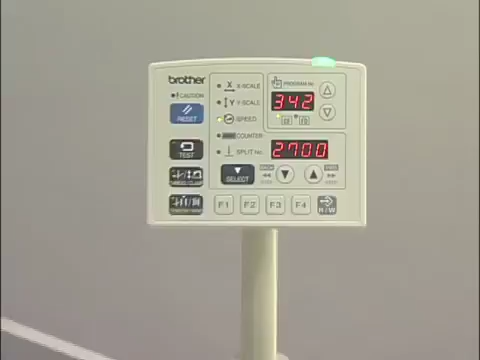 brother
CAUTION
RESET
TEST
X X-SCALE
Y Y-SCALE
SPEED
COUNTER
SPLIT No.
SELECT
PROGRAM No.
342
2700
F1 F2 F3 F4
R/W